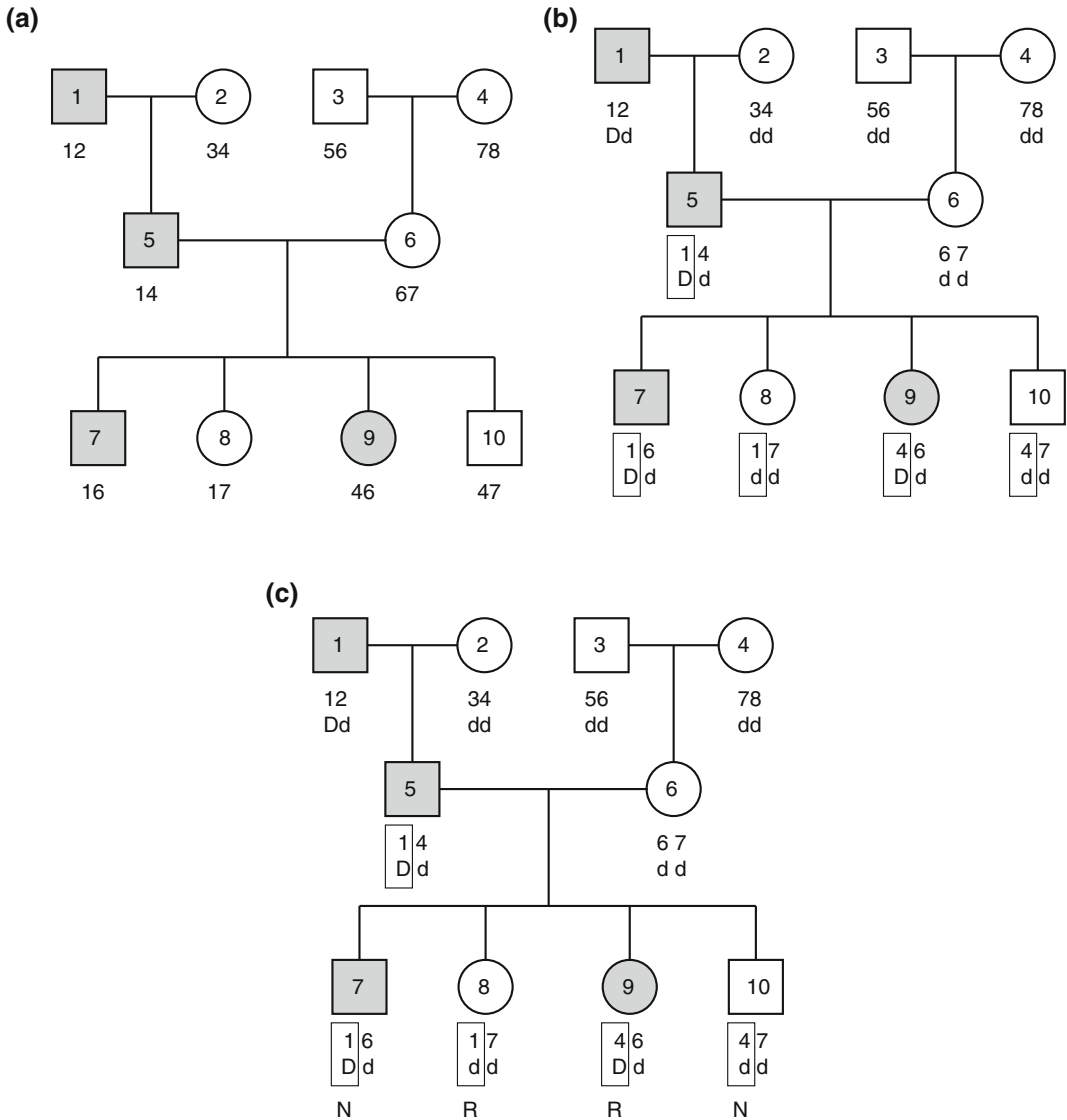 (a)
1 2 3 4
12 34 56 78
5 6
14 67
7 8 9 10
16 17 46 47
(b)
1 2 3 4
12 34 56 78
Dd dd dd dd
5 6
1 4 6 7
D d d d
7 8 9 10
1 6 1 7 4 6 4 7
D d d d D d d d
(c)
1 2 3 4
12 34 56 78
Dd dd dd dd
5 6
1 4 6 7
D d d d
7 8 9 10
1 6 1 7 4 6 4 7
D d d d D d d d
N R R N